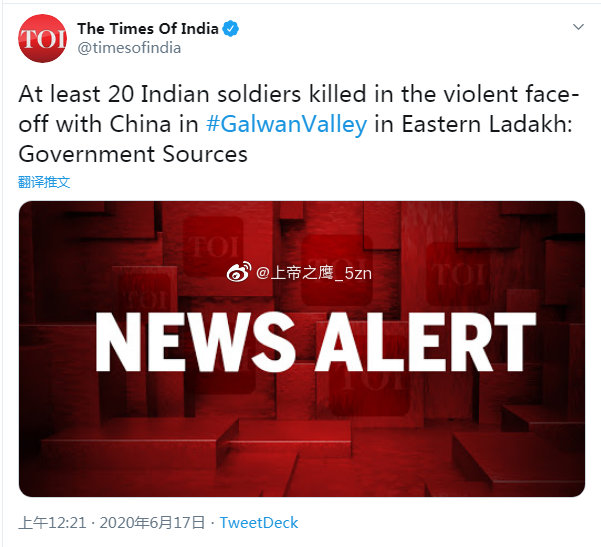 TOI
The Times Of India
@timesofindia
At least 20 Indian soldiers killed in the violent face-
off with China in #GalwanValley in Eastern Ladakh:
Government Sources
翻译推文
TOI
TOI
@上帝之鹰_5zn
NEWS ALERT
TOI
上午12:21 · 2020年6月17日 · TweetDeck